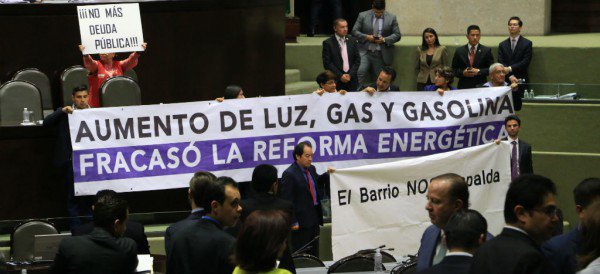 ¡¡¡NO MÁS
DEUDA
PÚBLICA!!!
AUMENTO DE LUZ, GAS Y GASOLINA
FRACASÓ LA REFORMA ENERGÉTICA
El Barrio NO